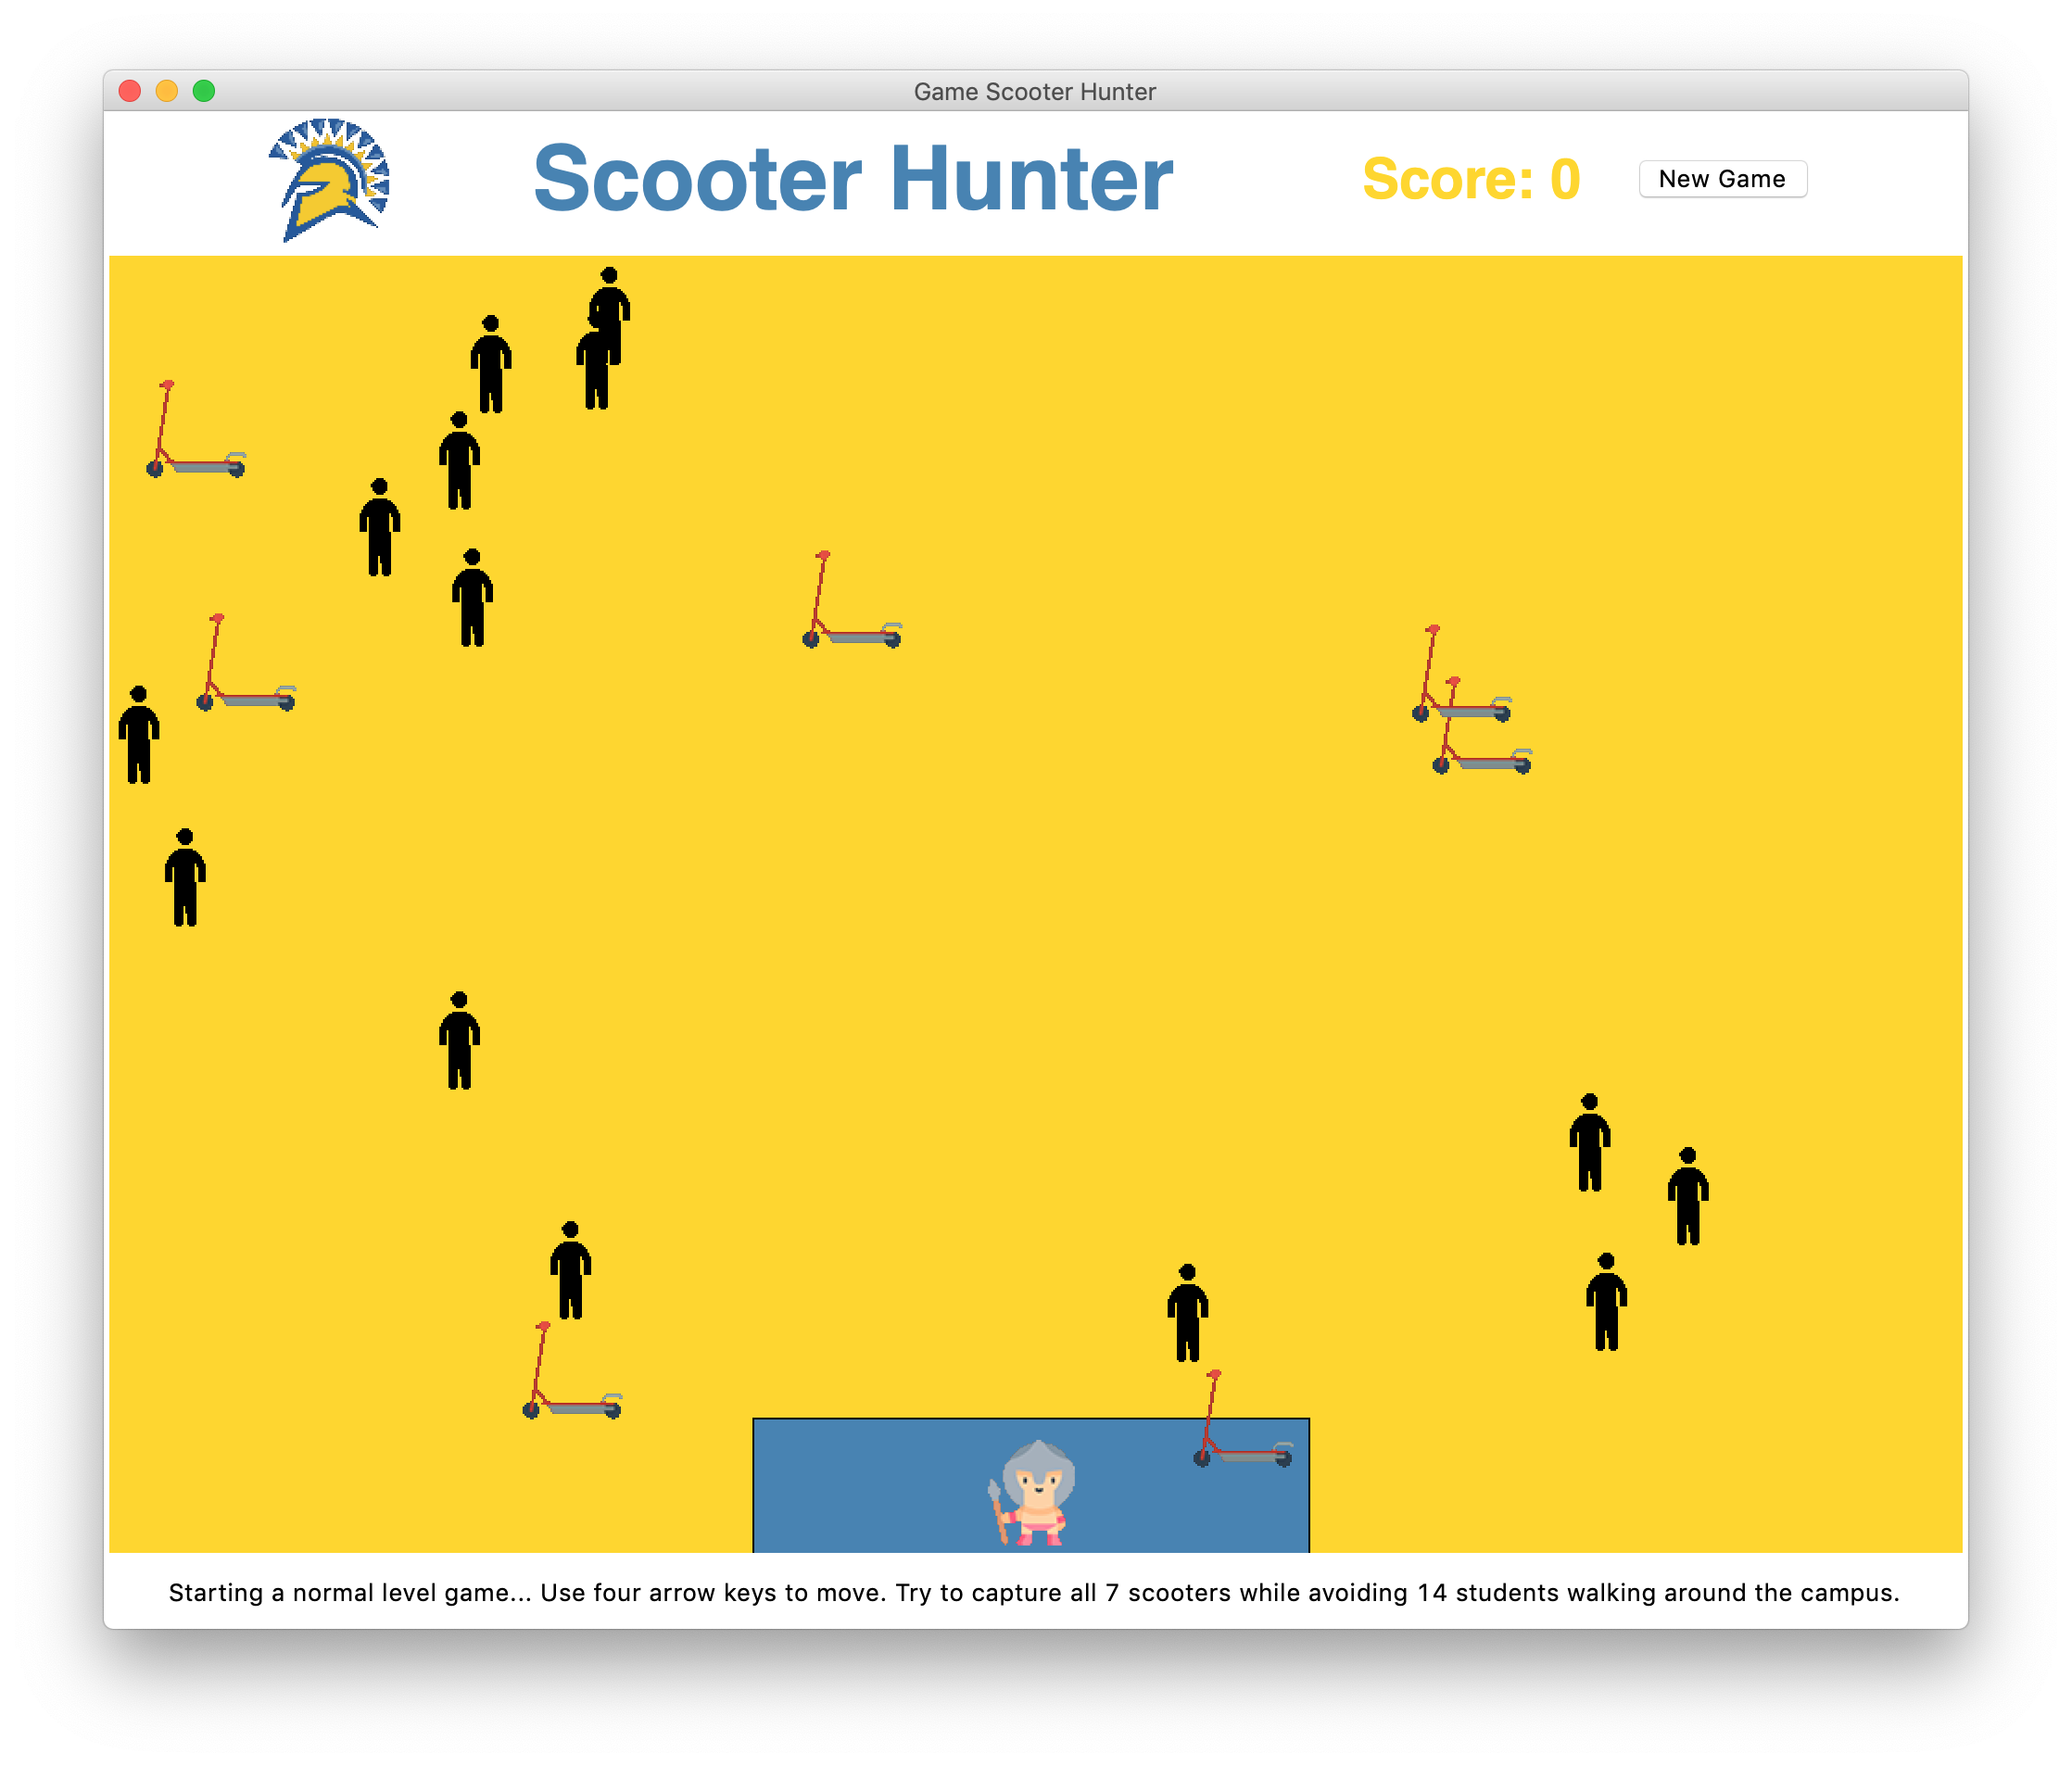 Game Scooter Hunter
Scooter Hunter
Score: 0
New Game
Starting a normal level game... Use four arrow keys to move. Try to capture all 7 scooters while avoiding 14 students walking around the campus.